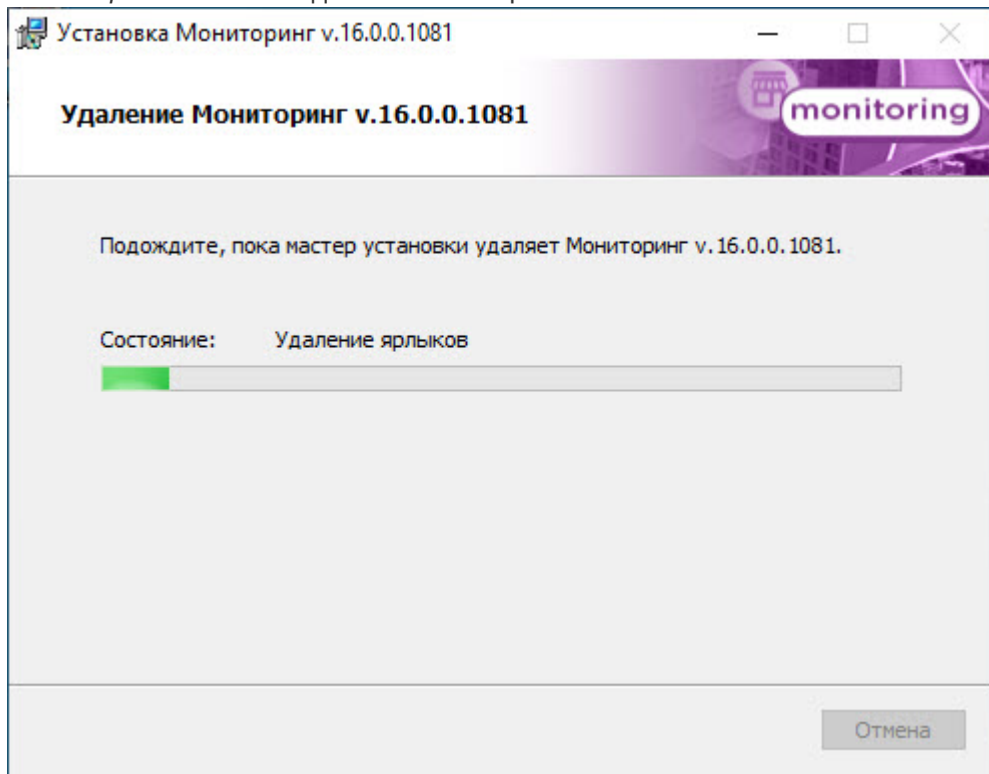 Установка Мониторинг v.16.0.0.1081
Удаление Мониторинг v.16.0.0.1081
monitoring
Подождите, пока мастер установки удаляет Мониторинг v.16.0.0.1081.
Состояние: Удаление ярлыков
Отмена